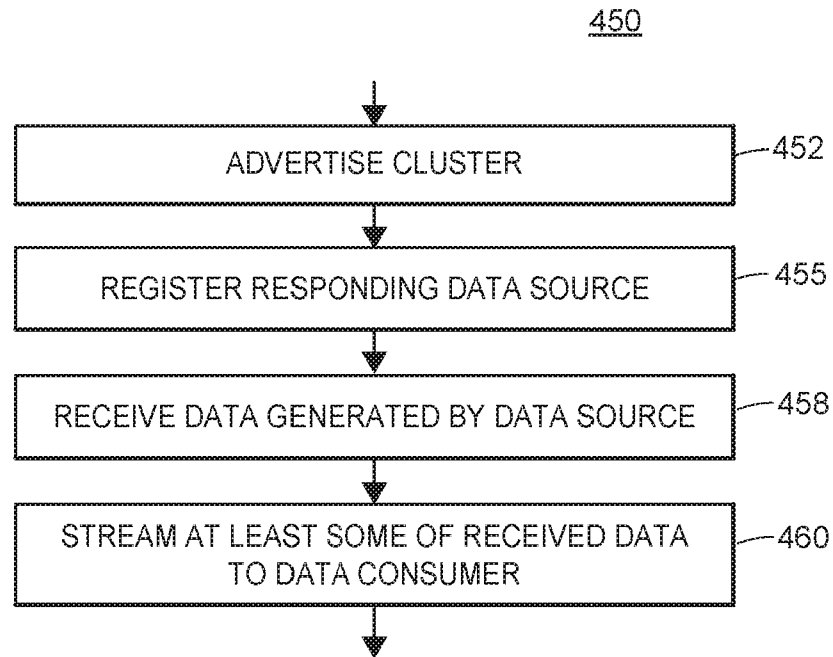 450
ADVERTISE CLUSTER
452
REGISTER RESPONDING DATA SOURCE
455
RECEIVE DATA GENERATED BY DATA SOURCE
458
STREAM AT LEAST SOME OF RECEIVED DATA
TO DATA CONSUMER
460